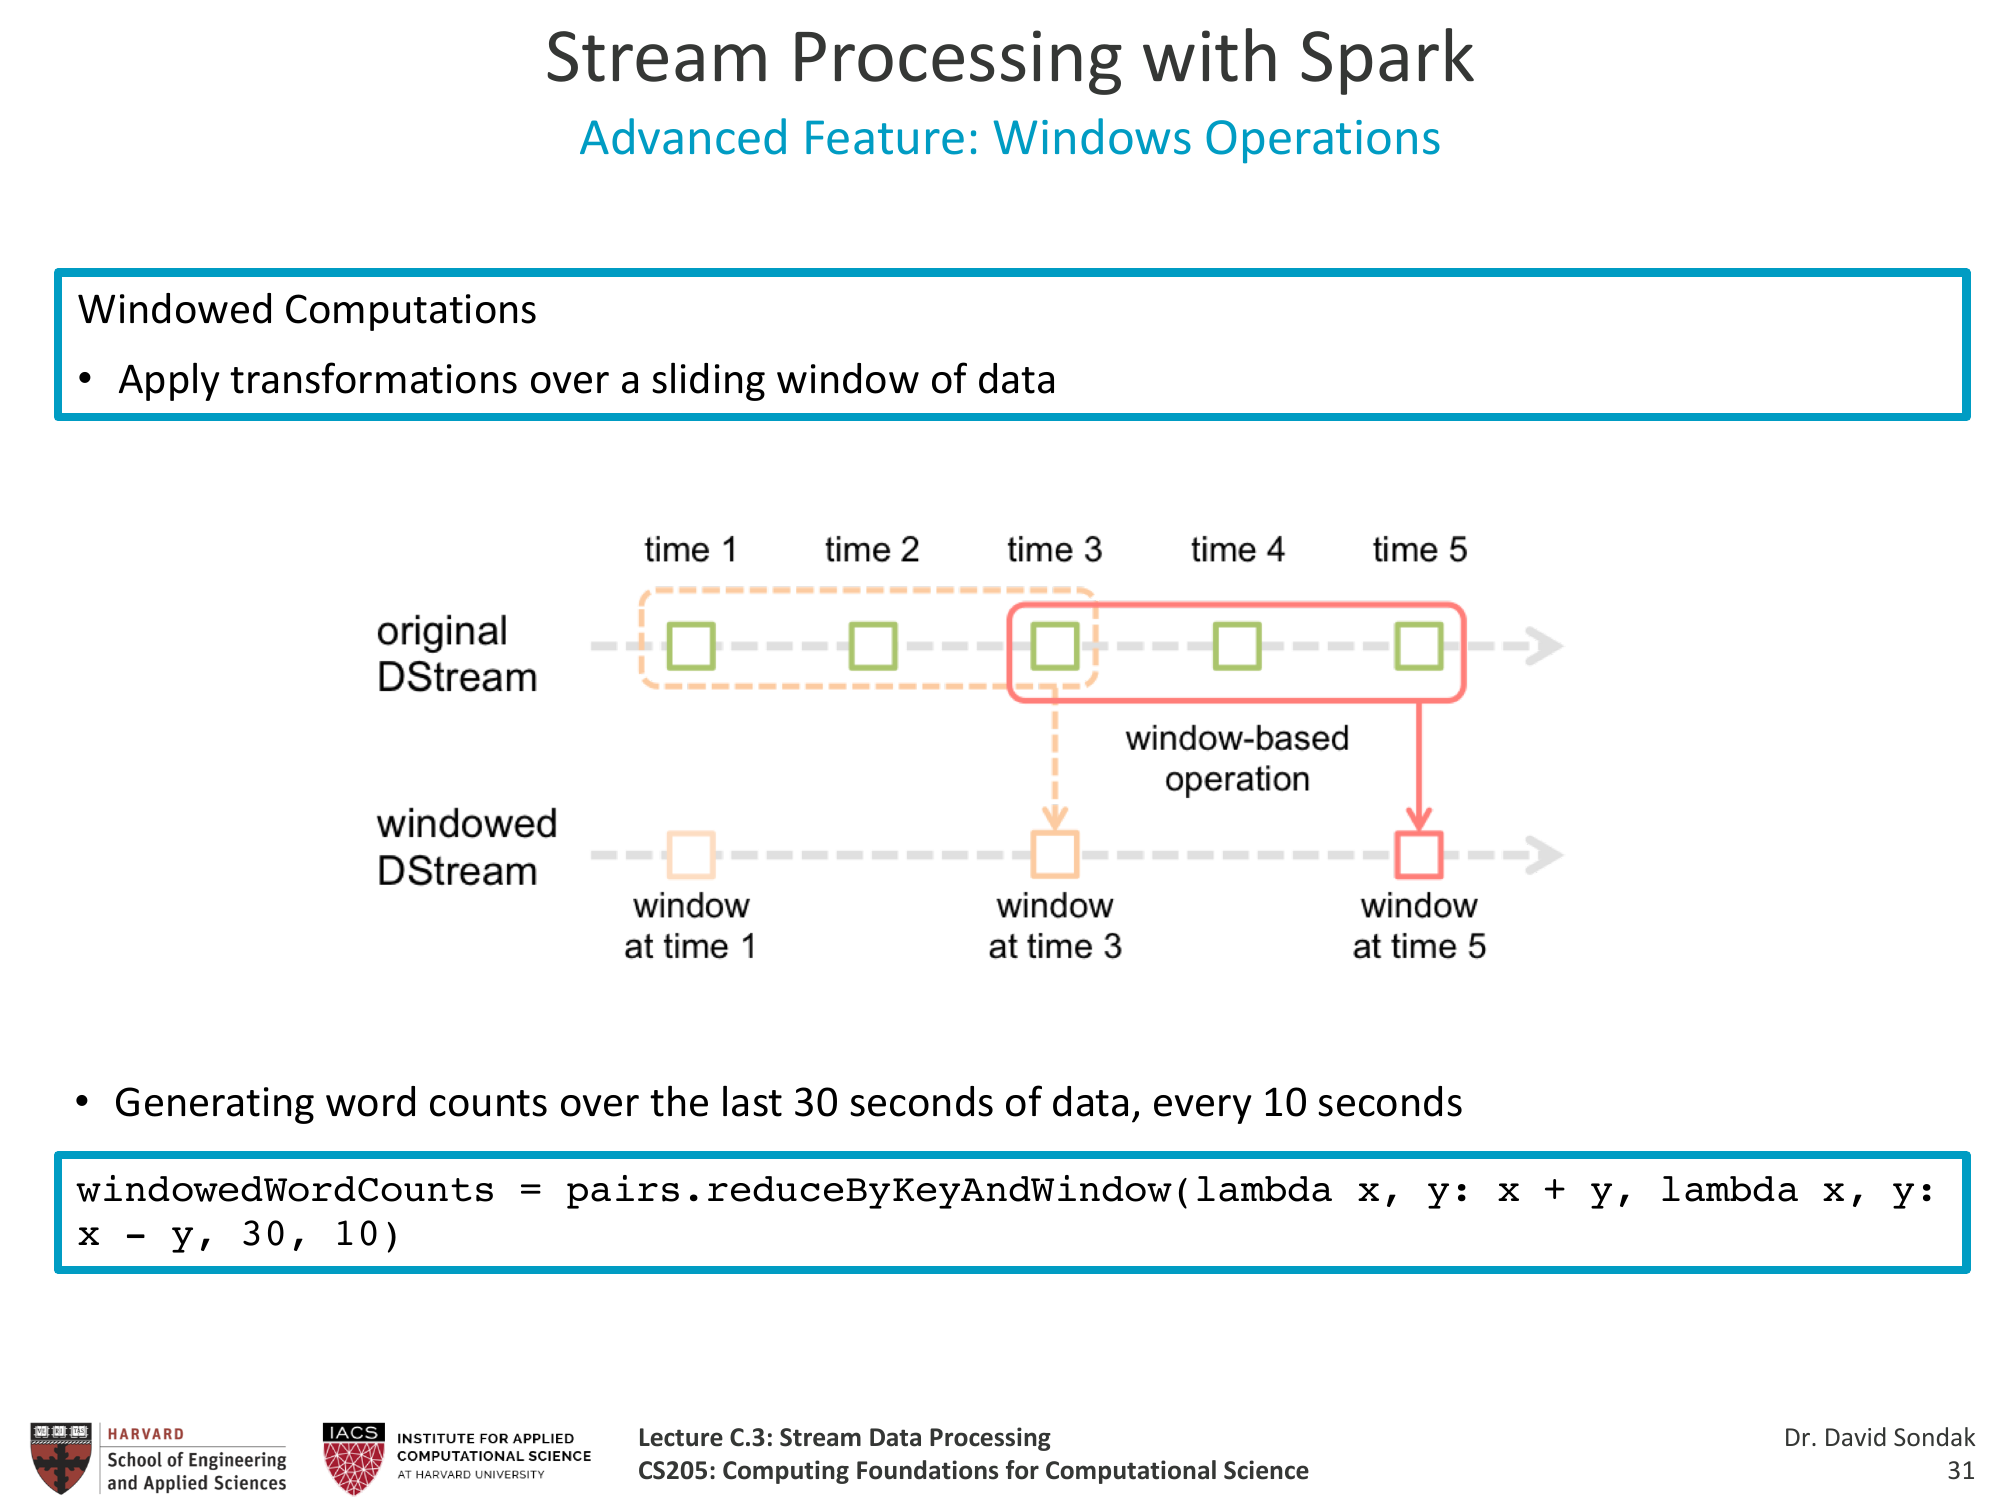 Stream Processing with Spark
Advanced Feature: Windows Operations
Windowed Computations
• Apply transformations over a sliding window of data
time 1 time 2 time 3 time 4 time 5
original
DStream
window-based
operation
windowed
DStream
window
at time 1
window
at time 3
window
at time 5
• Generating word counts over the last 30 seconds of data, every 10 seconds
windowedWordCounts = pairs.reduceByKeyAndWindow(lambda x, y: x + y, lambda x, y:
x - y, 30, 10)
HARVARD
School of Engineering
and Applied Sciences
IACS
INSTITUTE FOR APPLIED
COMPUTATIONAL SCIENCE
AT HARVARD UNIVERSITY
Lecture C.3: Stream Data Processing
CS205: Computing Foundations for Computational Science
Dr. David Sondak
31